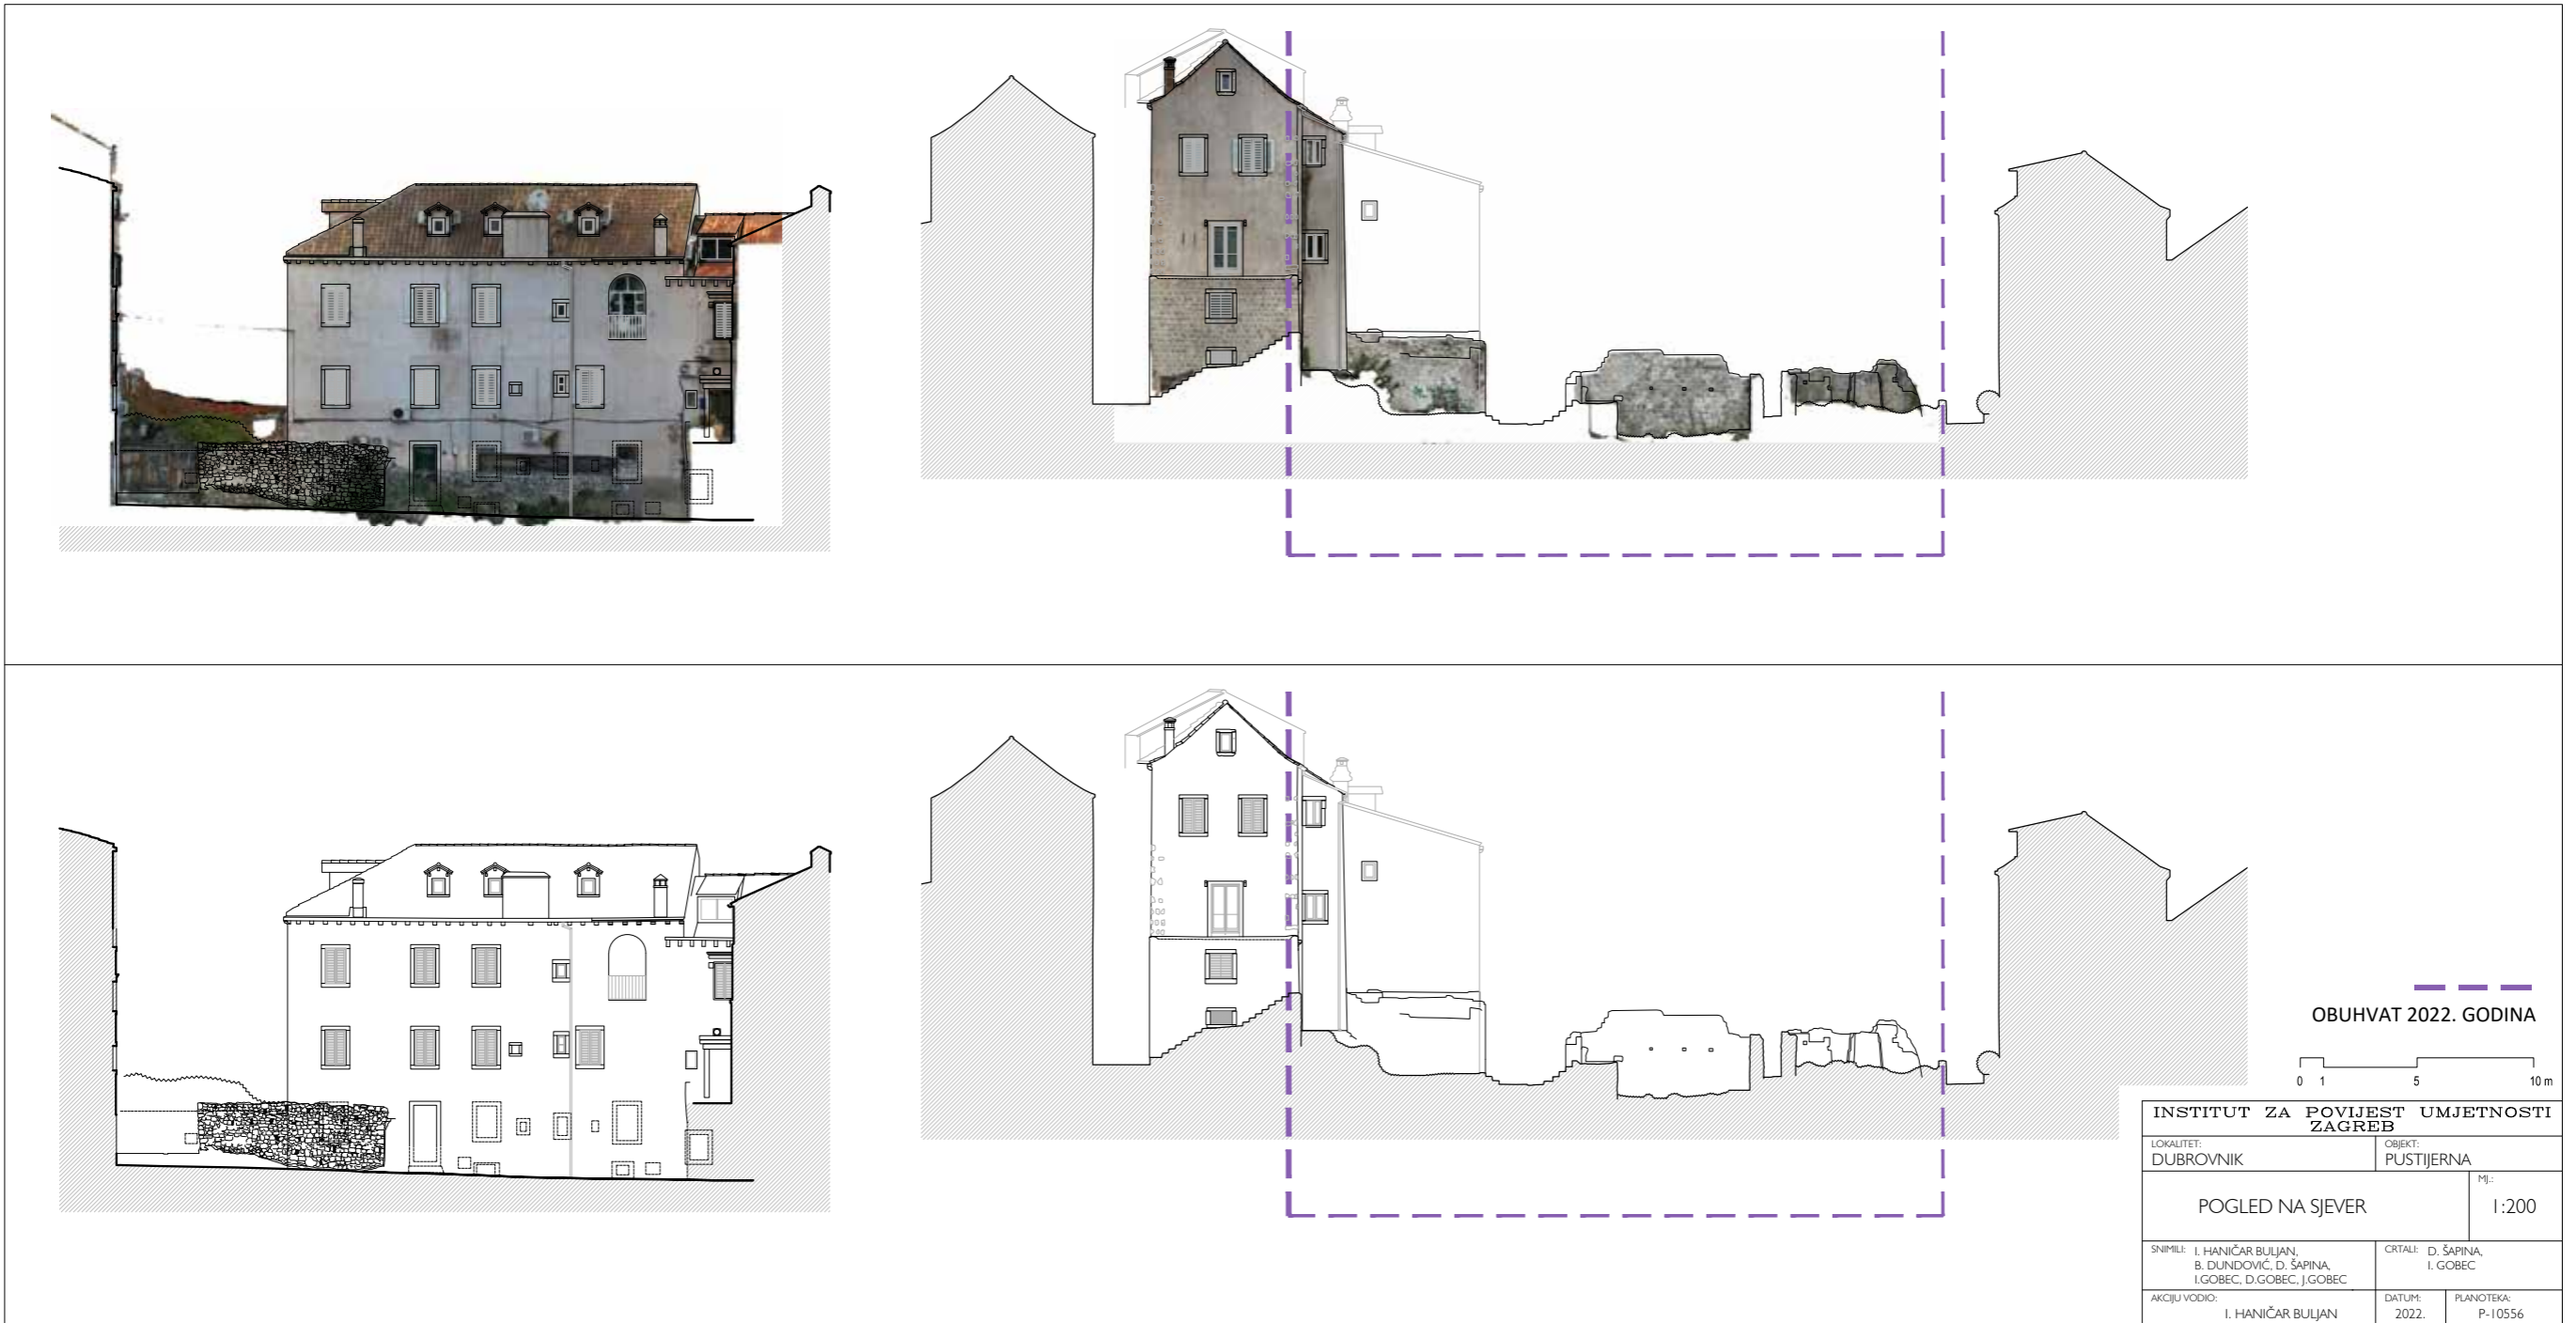 OBUHVAT 2022. GODINA
0 1 5 10 m
INSTITUT ZA POVIJEST UMJETNOSTI
ZAGREB
LOKALITET:
DUBROVNIK
OBJEKT:
PUSTIJERNA
POGLED NA SJEVER
MJ.:
1:200
SNIMILI: I. HANIČAR BULJAN,
B. DUNDOVIĆ, D. ŠAPINA,
I.GOBEC, D.GOBEC, J.GOBEC
CRTALI: D. ŠAPINA,
I. GOBEC
AKCIJU VODIO:
I. HANIČAR BULJAN
DATUM:
2022.
PLANOTEKA:
P-10556